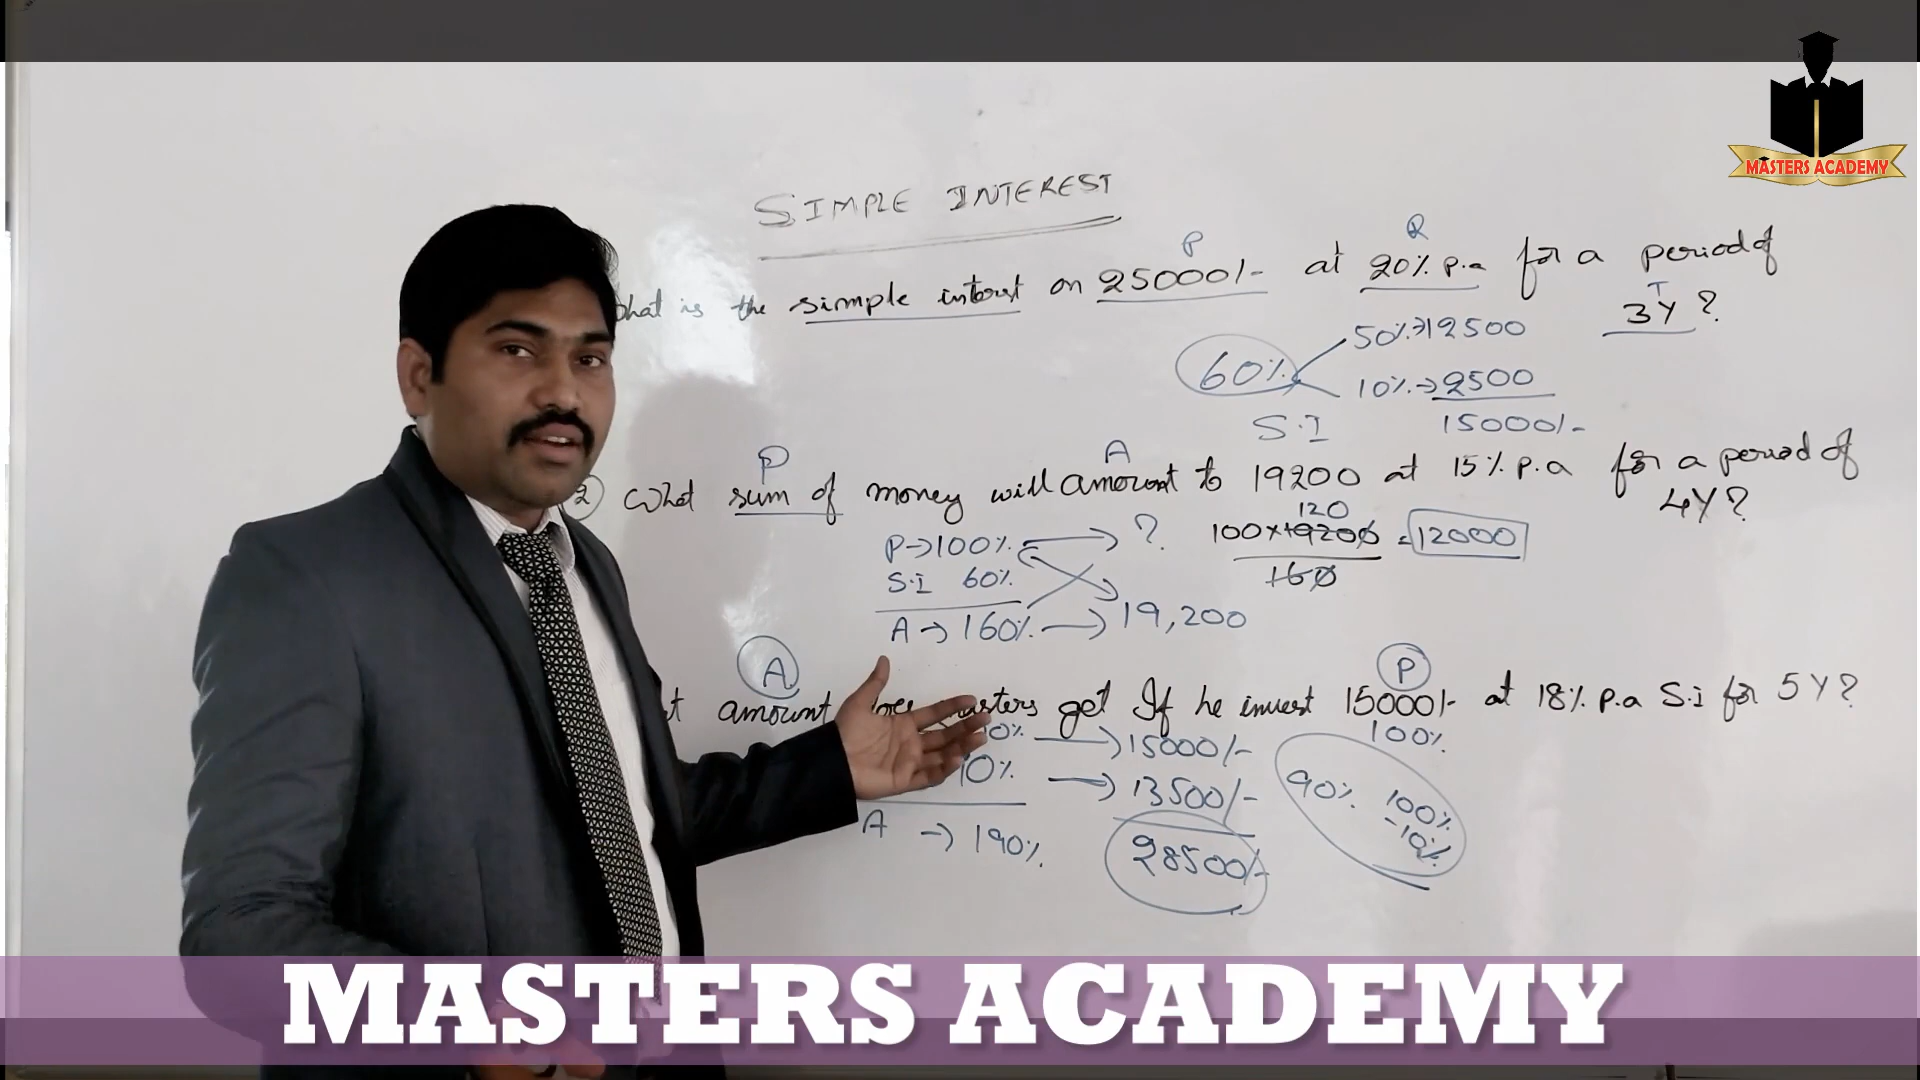 MASTERS ACADEMY
SIMPLE INTEREST
P R
hat is the simple interest on 25000/- at 20% p.a for a period of
T
3Y ?
60% 50%→12500
10%→2500
S.I 15000/-
P A
2 What sum of money will amount to 19200 at 15% p.a for a period of
4Y?
120
P→100% → ? 100×19200 = 12000
S.I 60% 160
A → 160% → 19,200
A P
t amount masters get If he invest 15000/- at 18% p.a S.i for 5Y?
0% → 15000/- 100%
10% → 13500/- 90% 100%
-10%
A → 190% 28500/-
MASTERS ACADEMY